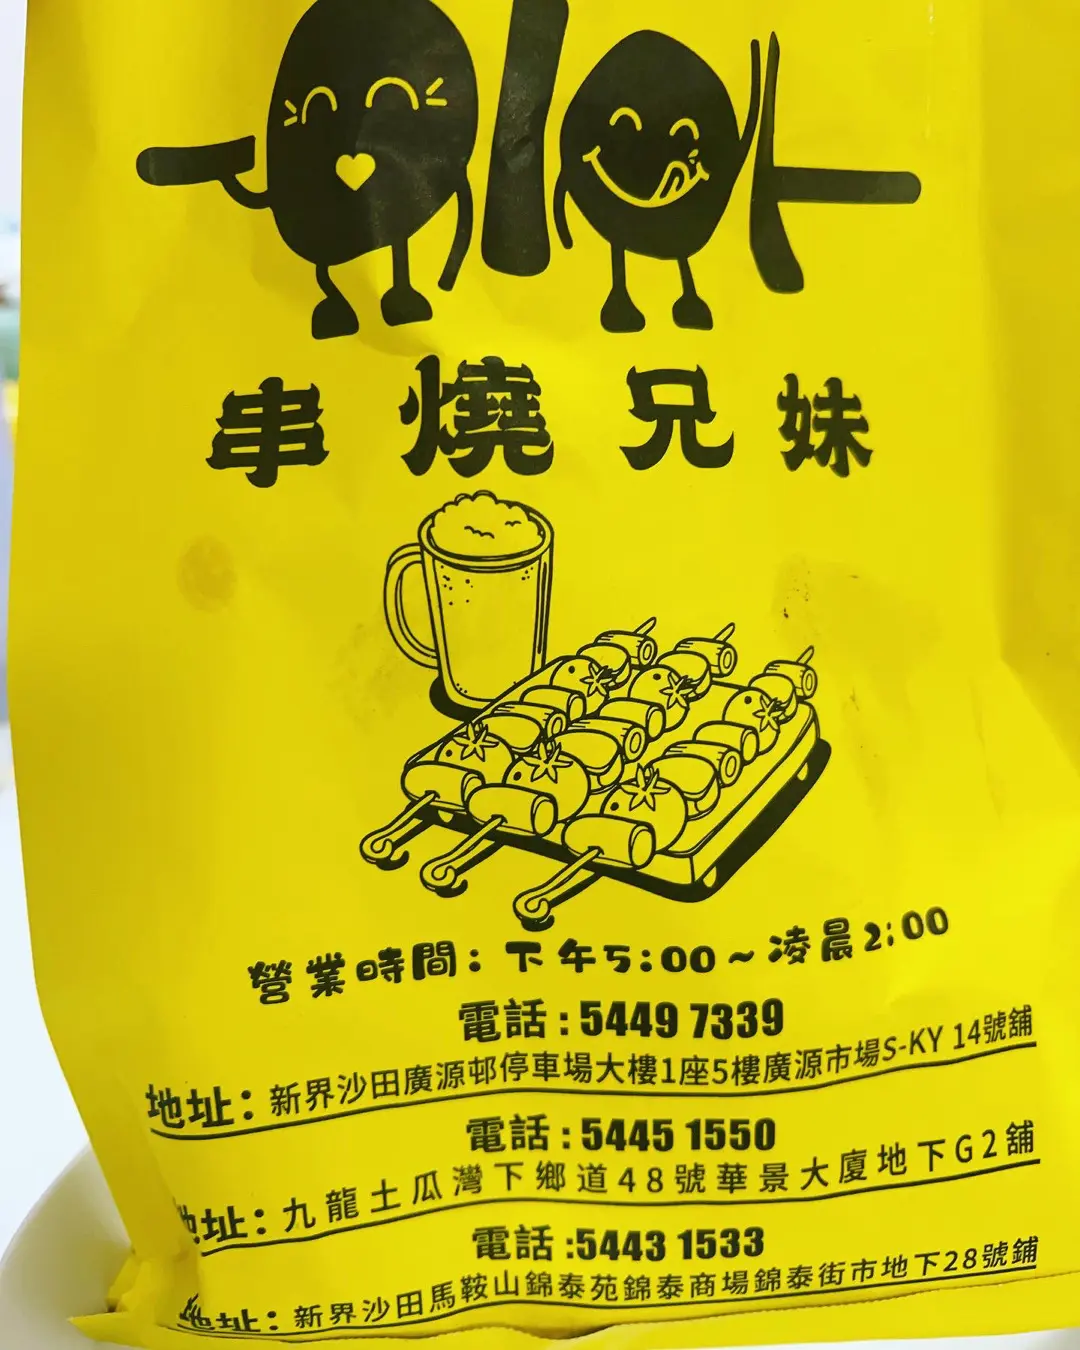 串燒兄妹
營業時間：下午5:00～凌晨2:00
電話：5449 7339
地址：新界沙田廣源邨停車場大樓1座5樓廣源市場S-KY 14號舖
電話：5445 1550
地址：九龍土瓜灣下鄉道48號華景大廈地下G2舖
電話:5443 1533
地址：新界沙田馬鞍山錦泰苑錦泰商場錦泰街市地下28號鋪